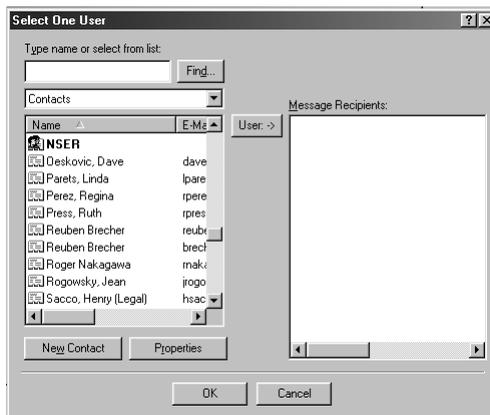 Select One User
Type name or select from list:
Find...
Contacts
Message Recipients:
Name E-Ma
User: ->
NSER
Oeskovic, Dave dave
Parets, Linda lpare
Perez, Regina rpere
Press, Ruth rpres
Reuben Brecher reube
Reuben Brecher brech
Roger Nakagawa rnaka
Rogowsky, Jean jrogo
Sacco, Henry (Legal) hsac
New Contact Properties
OK Cancel